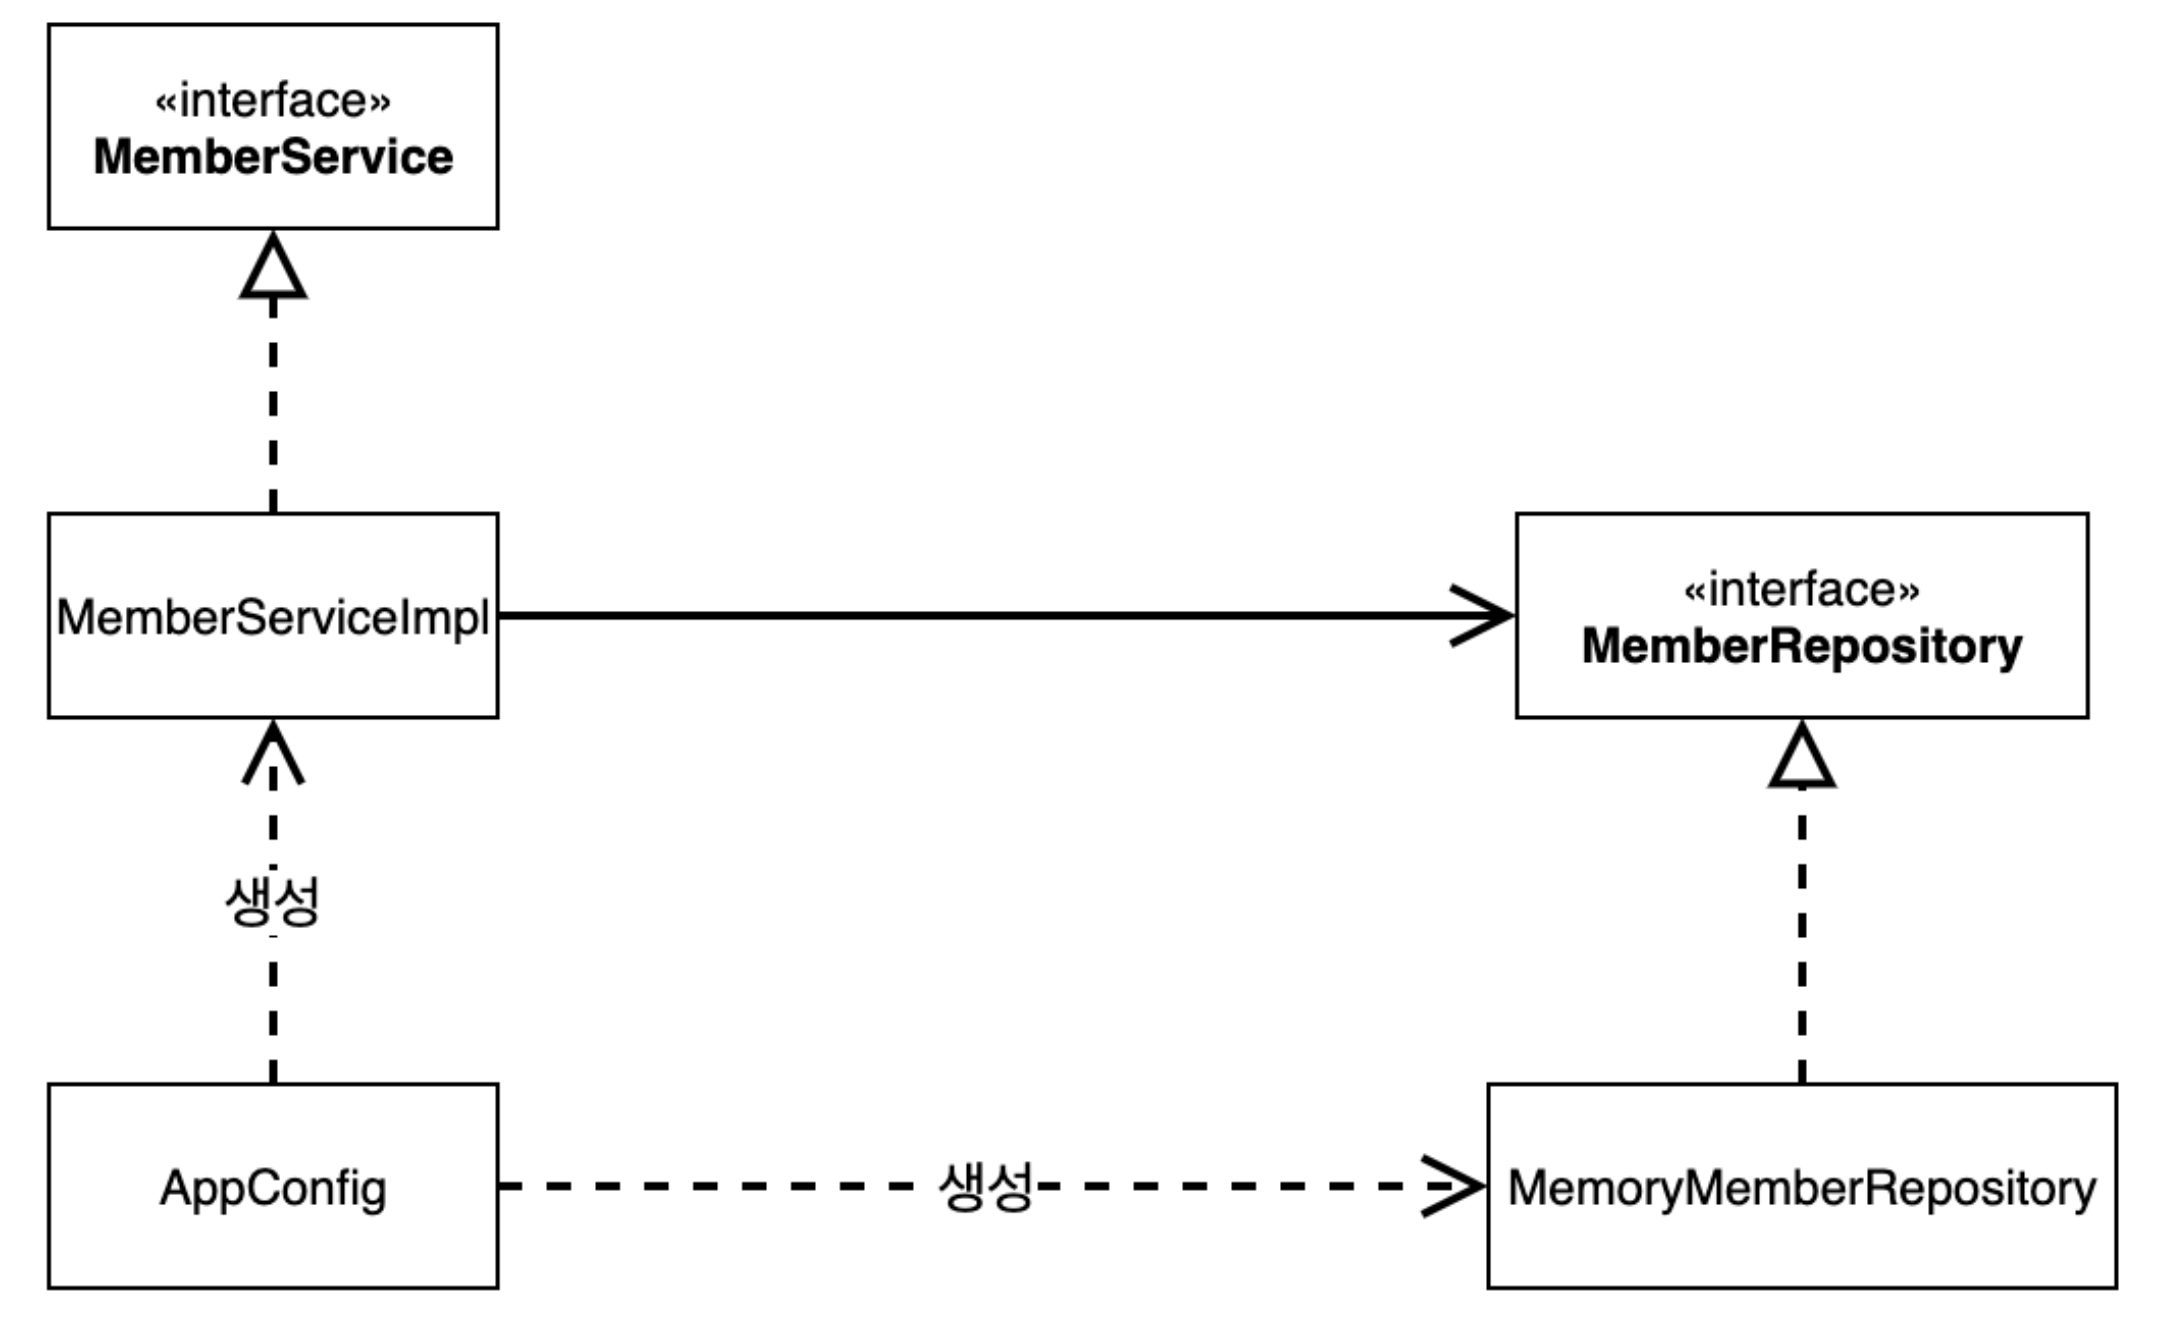 «interface»
MemberService
MemberServiceImpl
«interface»
MemberRepository
생성
AppConfig
생성
MemoryMemberRepository